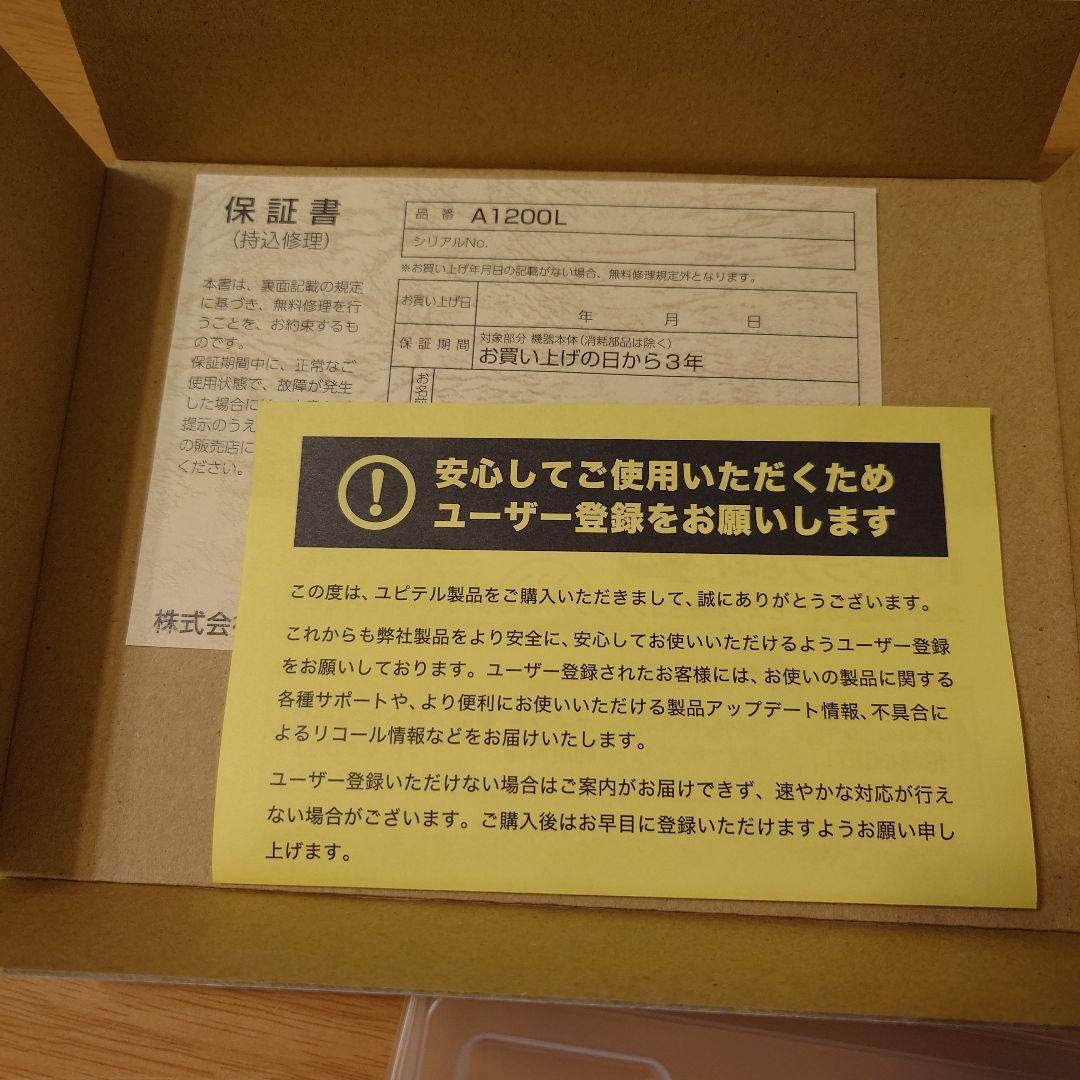 保証書
(持込修理)
本書は、裏面記載の規定
に基づき、無料修理を行
うことを、お約束するも
のです。
保証期間中に、正常なご
使用状態で、故障が発生
した場合に
提示のうえ
の販売店に
ください。
株式会
品番 A1200L
シリアルNo.
※お買い上げ年月日の記載がない場合、無料修理規定外となります。
お買い上げ日 年 月 日
保証期間 対象部分 機器本体(消耗部品は除く)
お買い上げの日から3年
お名前
! 安心してご使用いただくため
ユーザー登録をお願いします
この度は、ユピテル製品をご購入いただきまして、誠にありがとうございます。
これからも弊社製品をより安全に、安心してお使いいただけるようユーザー登録
をお願いしております。ユーザー登録されたお客様には、お使いの製品に関する
各種サポートや、より便利にお使いいただける製品アップデート情報、不具合に
よるリコール情報などをお届けいたします。
ユーザー登録いただけない場合はご案内がお届けできず、速やかな対応が行え
ない場合がございます。ご購入後はお早目に登録いただけますようお願い申し
上げます。